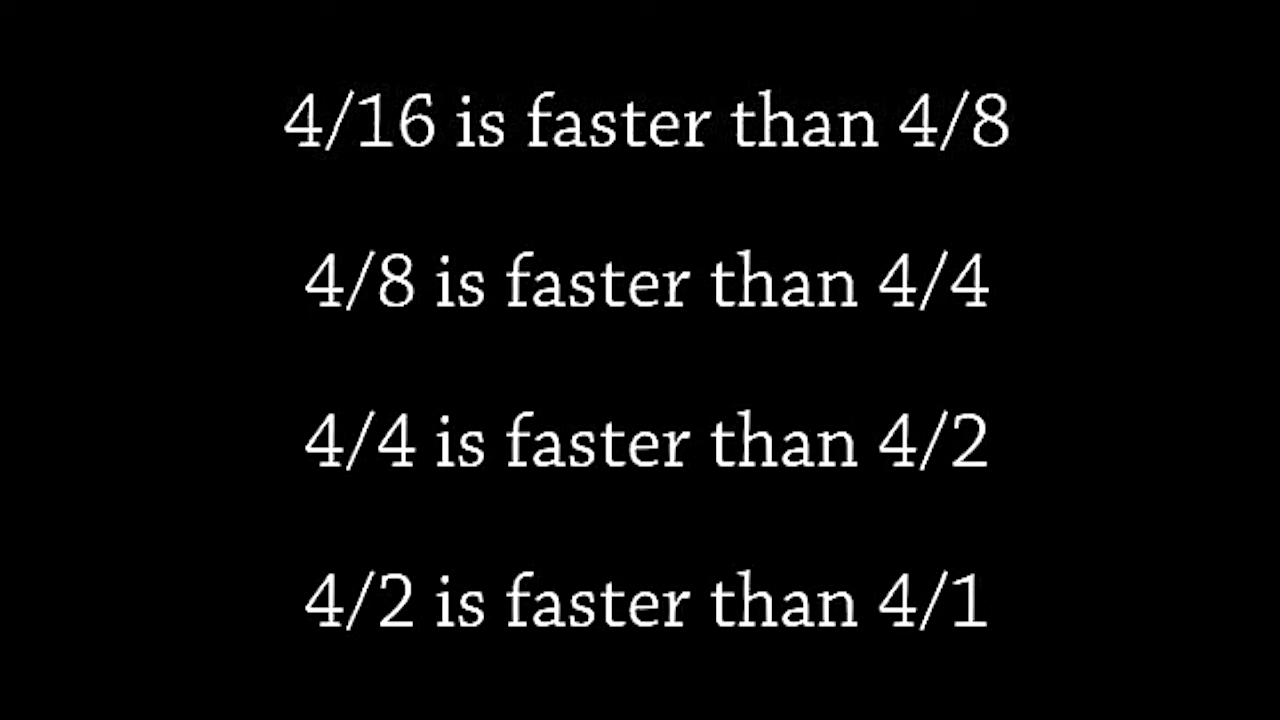 4/16 is faster than 4/8
4/8 is faster than 4/4
4/4 is faster than 4/2
4/2 is faster than 4/1